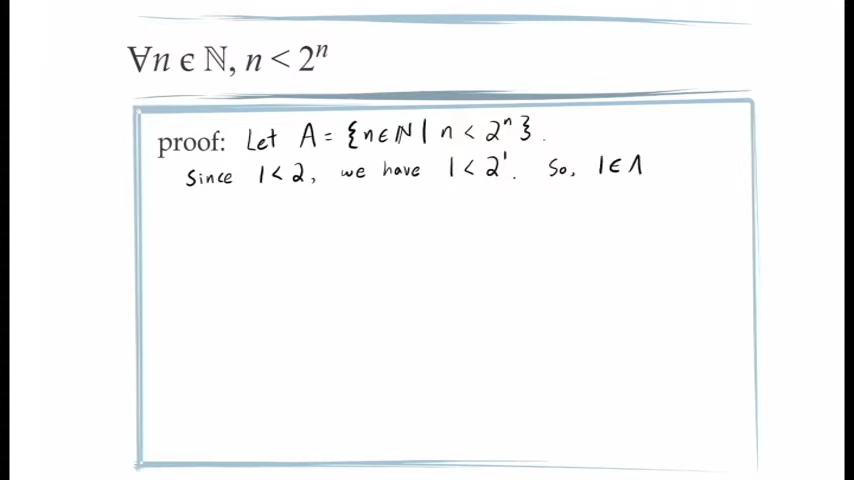 ∀n ϵ ℕ, n < 2ⁿ
proof: Let A = {n ∈ ℕ | n < 2ⁿ}.
Since 1 < 2, we have 1 < 2¹. So, 1 ∈ Λ